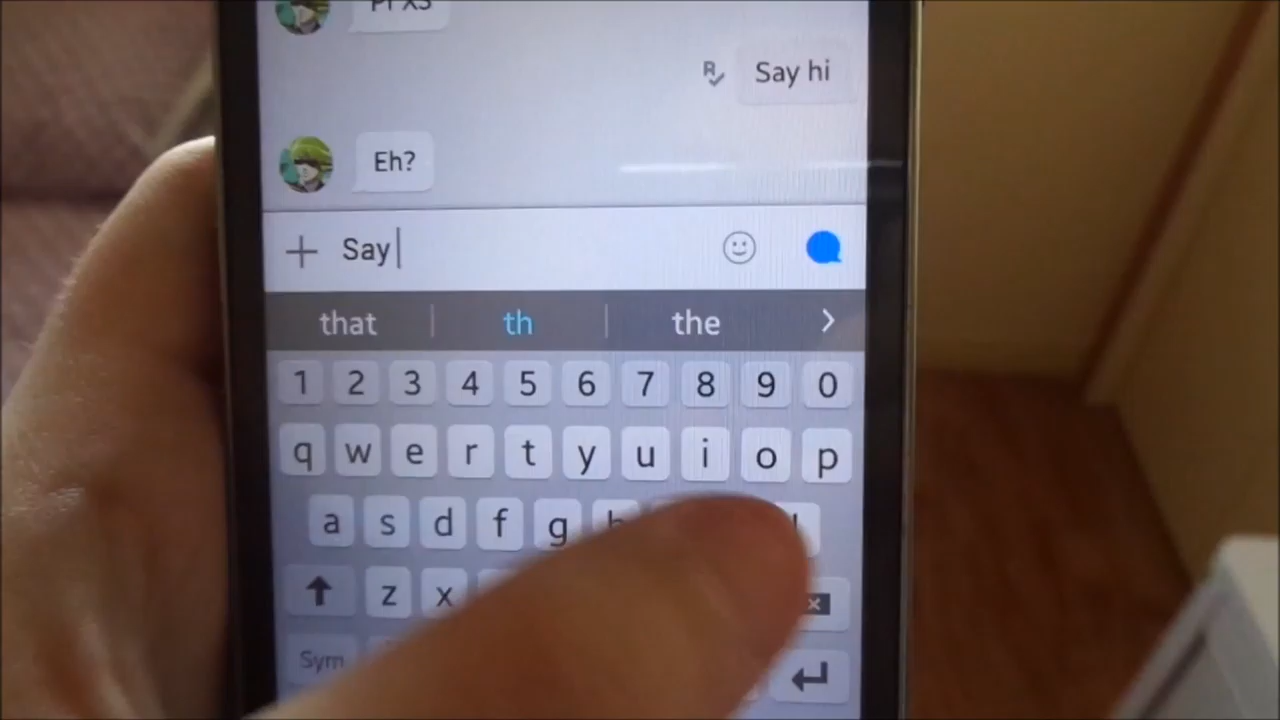 Say hi
Eh?
Say
that th the
1 2 3 4 5 6 7 8 9 0
q w e r t y u i o p
a s d f g
z x
Sym